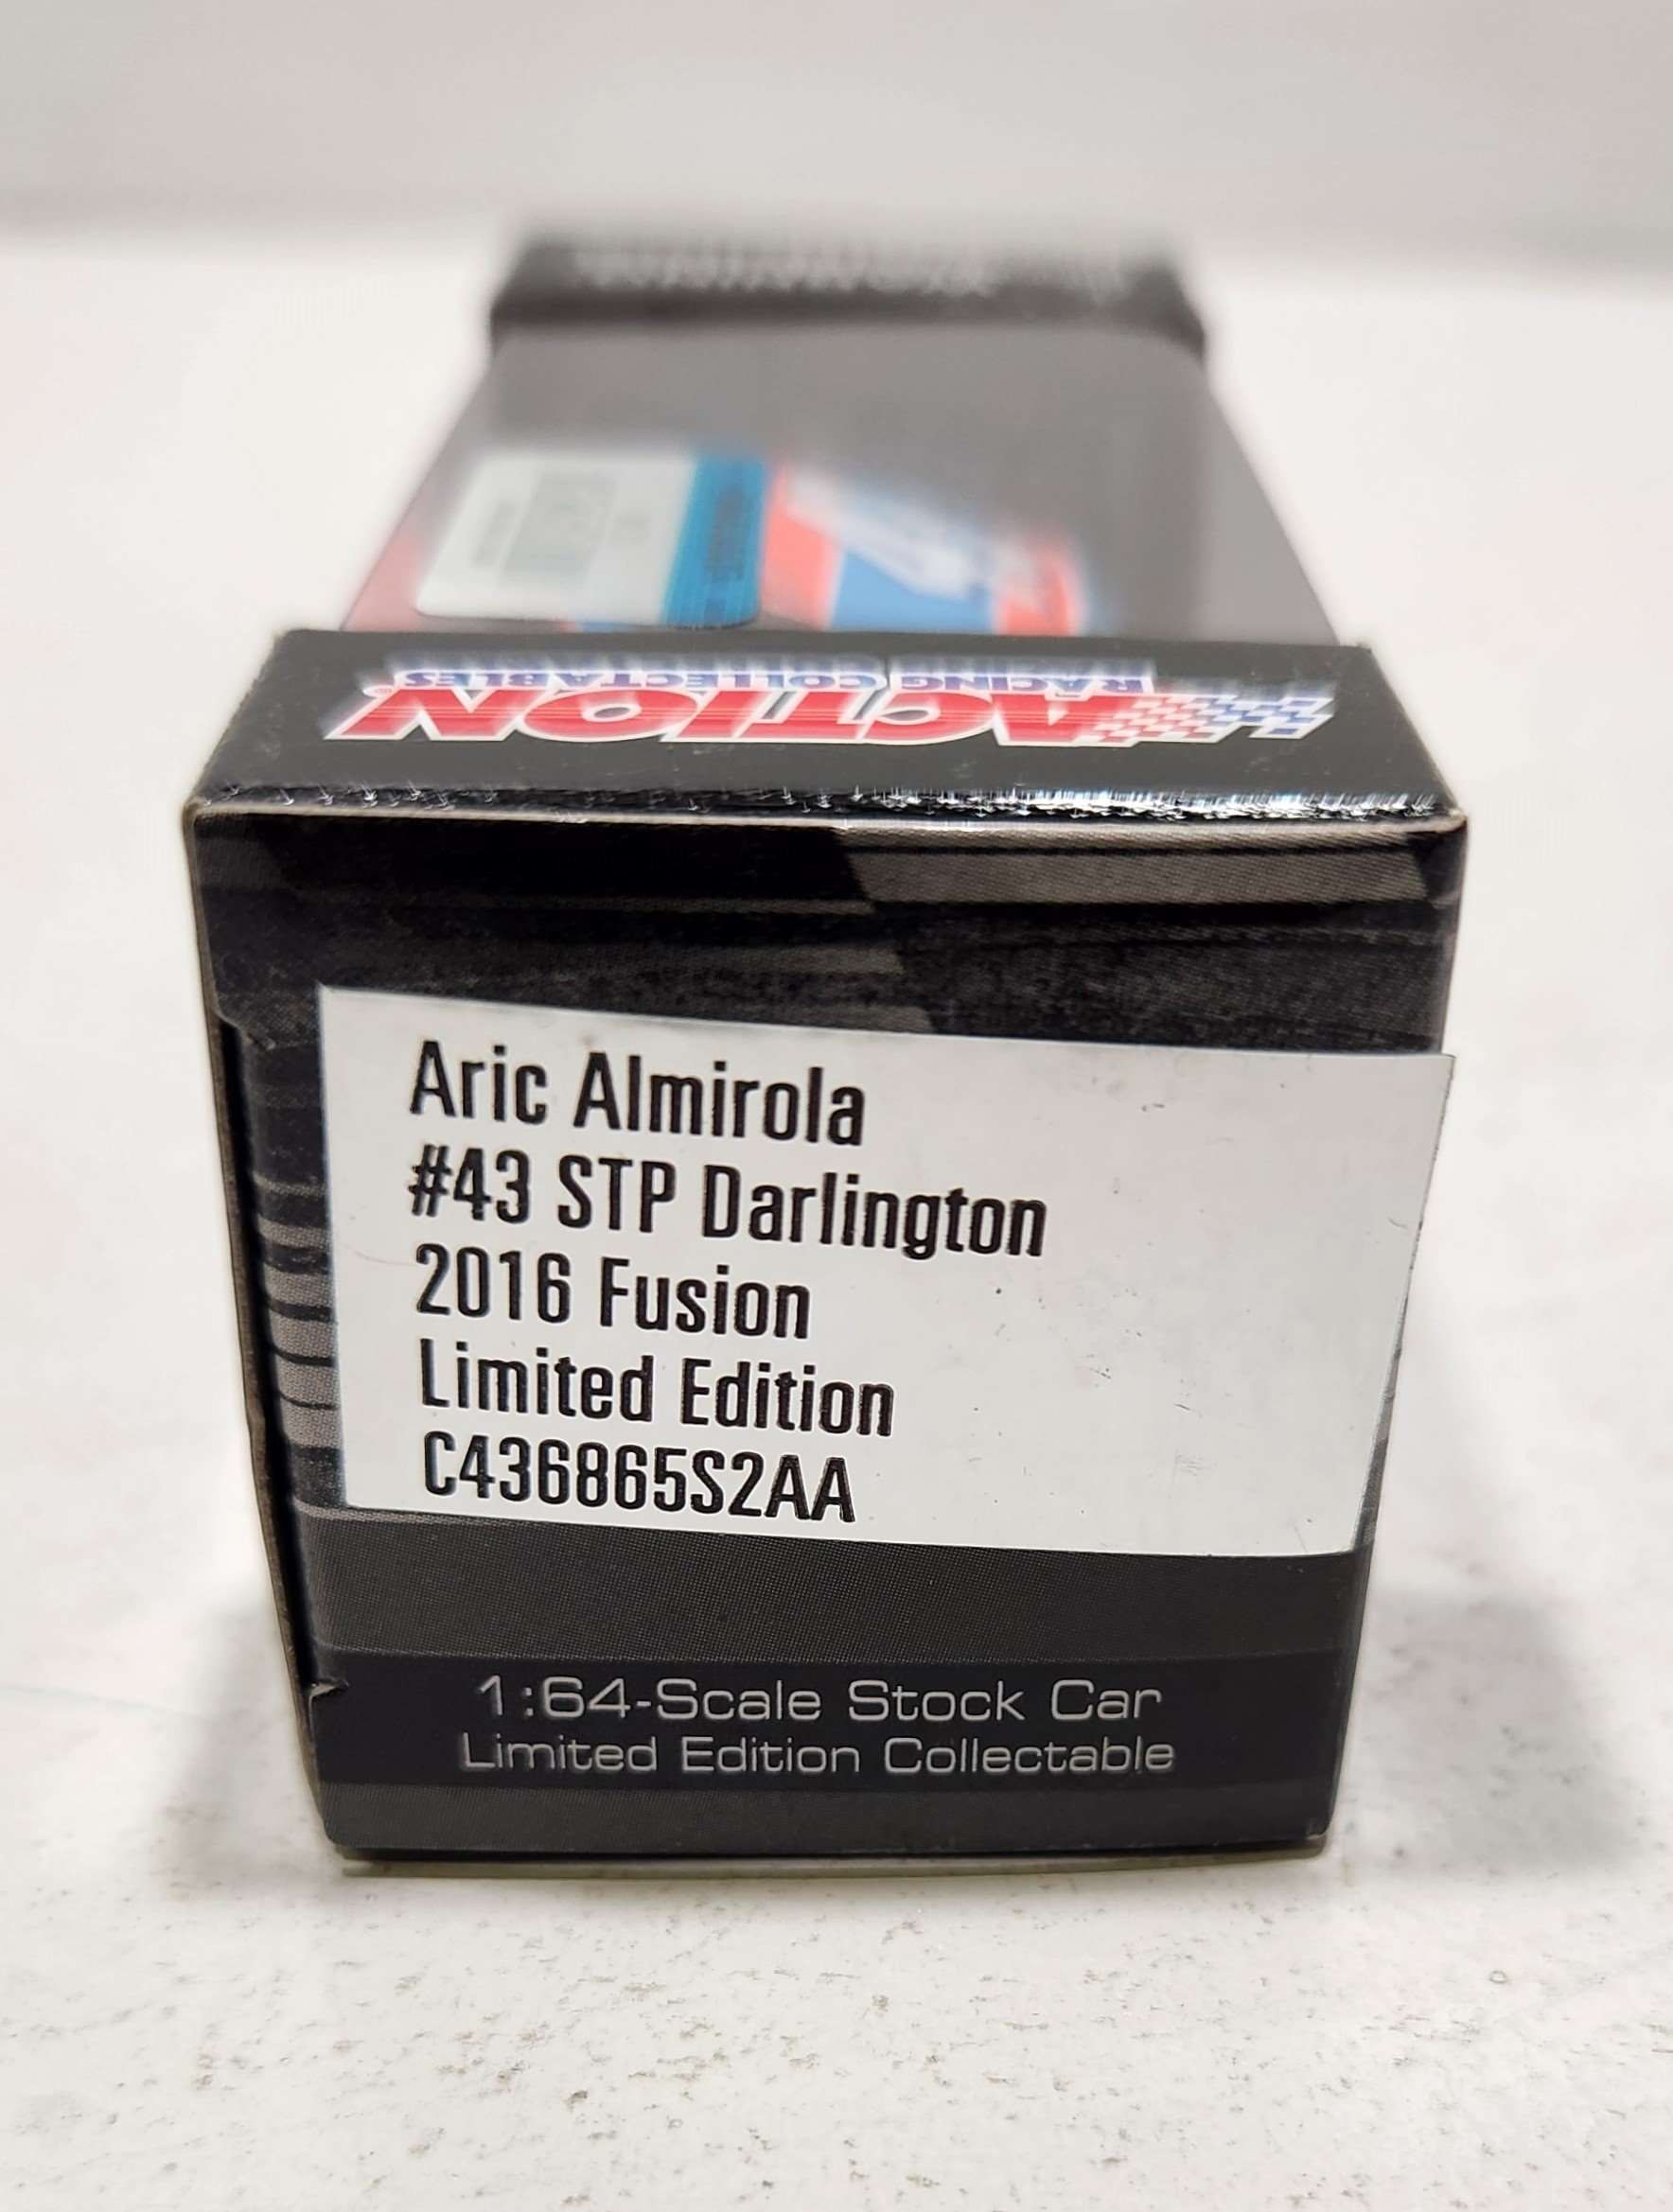 ACTION
RACING COLLECTABLES
Aric Almirola
#43 STP Darlington
2016 Fusion
Limited Edition
C436865S2AA
1:64-Scale Stock Car
Limited Edition Collectable